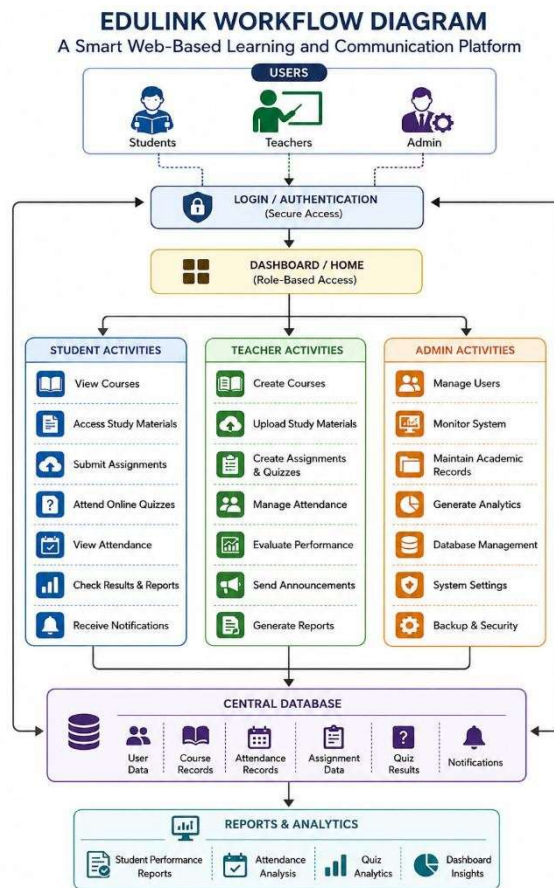 EDULINK WORKFLOW DIAGRAM
A Smart Web-Based Learning and Communication Platform
USERS
Students
Teachers
Admin
LOGIN / AUTHENTICATION
(Secure Access)
DASHBOARD / HOME
(Role-Based Access)
STUDENT ACTIVITIES
View Courses
Access Study Materials
Submit Assignments
Attend Online Quizzes
View Attendance
Check Results & Reports
Receive Notifications
TEACHER ACTIVITIES
Create Courses
Upload Study Materials
Create Assignments
& Quizzes
Manage Attendance
Evaluate Performance
Send Announcements
Generate Reports
ADMIN ACTIVITIES
Manage Users
Monitor System
Maintain Academic
Records
Generate Analytics
Database Management
System Settings
Backup & Security
CENTRAL DATABASE
User
Data
Course
Records
Attendance
Records
Assignment
Data
Quiz
Results
Notifications
REPORTS & ANALYTICS
Student Performance
Reports
Attendance
Analysis
Quiz
Analytics
Dashboard
Insights